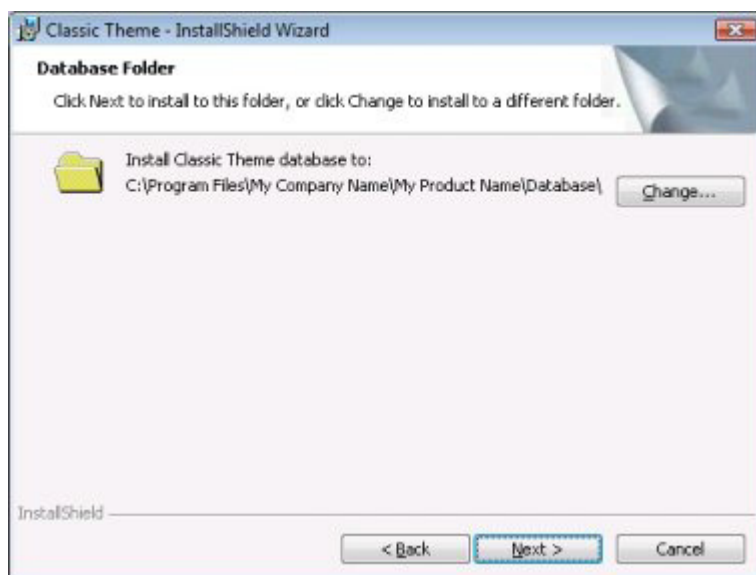 Classic Theme - InstallShield Wizard
Database Folder
Click Next to install to this folder, or click Change to install to a different folder.
Install Classic Theme database to:
C:\Program Files\My Company Name\My Product Name\Database\
Change...
InstallShield
< Back
Next >
Cancel